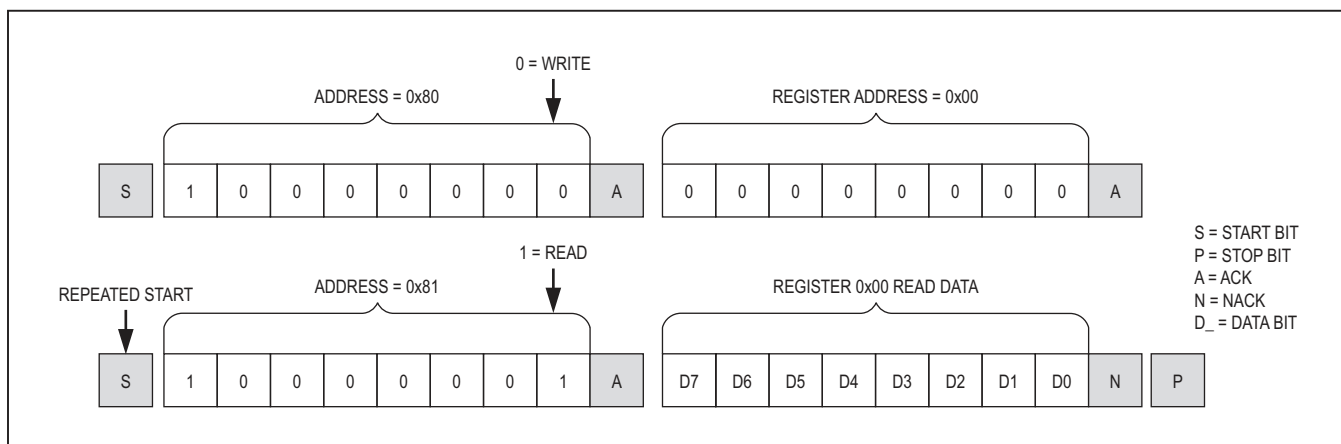 0 = WRITE
ADDRESS = 0x80
REGISTER ADDRESS = 0x00
S 1 0 0 0 0 0 0 0 A 0 0 0 0 0 0 0 0 A
1 = READ
REPEATED START
ADDRESS = 0x81
REGISTER 0x00 READ DATA
S 1 0 0 0 0 0 0 1 A D7 D6 D5 D4 D3 D2 D1 D0 N P
S = START BIT
P = STOP BIT
A = ACK
N = NACK
D_ = DATA BIT